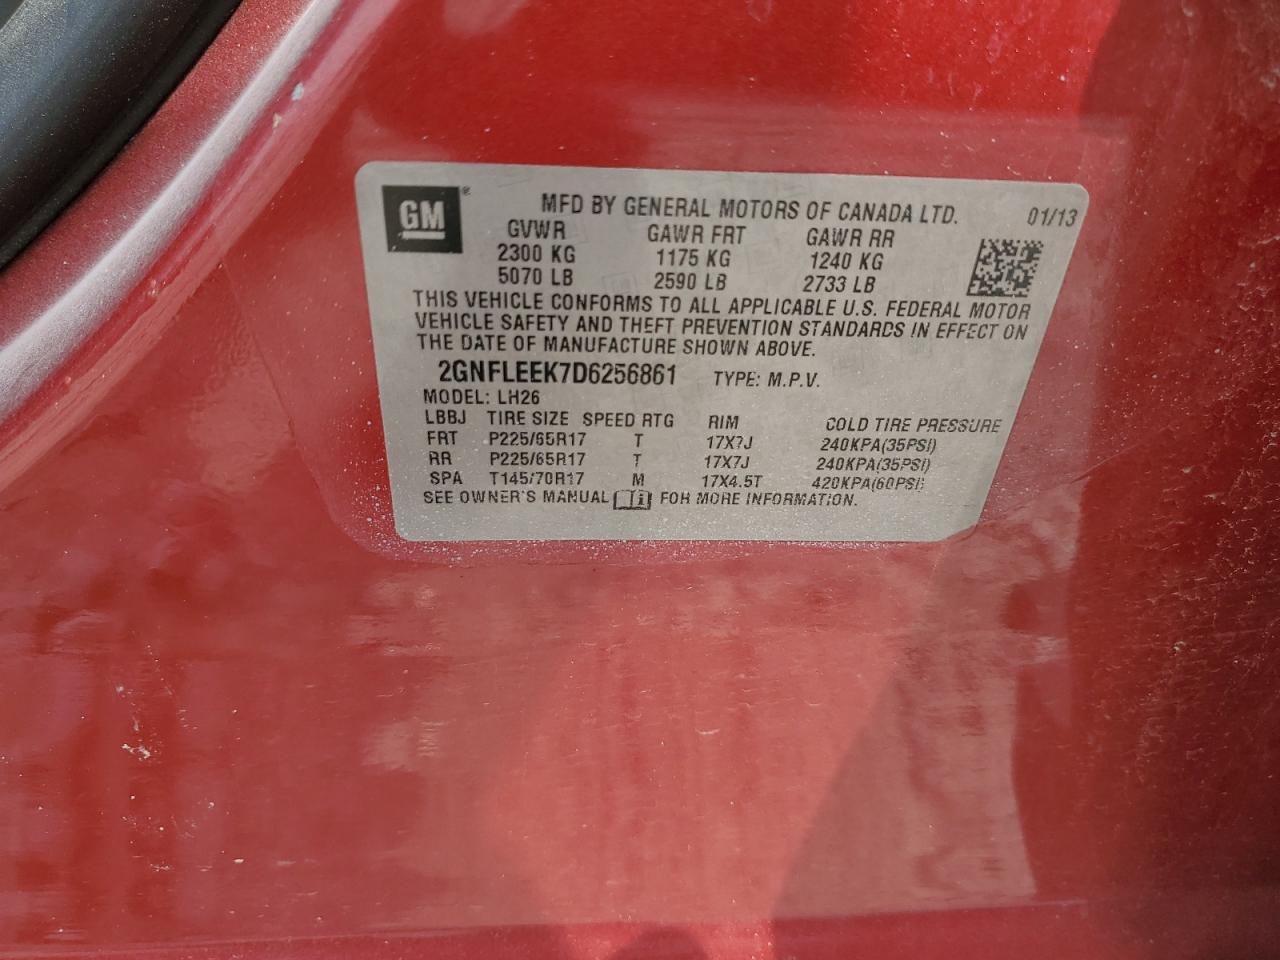 GM®
MFD BY GENERAL MOTORS OF CANADA LTD. 01/13
GVWR GAWR FRT GAWR RR
2300 KG 1175 KG 1240 KG
5070 LB 2590 LB 2733 LB
THIS VEHICLE CONFORMS TO ALL APPLICABLE U.S. FEDERAL MOTOR
VEHICLE SAFETY AND THEFT PREVENTION STANDARDS IN EFFECT ON
THE DATE OF MANUFACTURE SHOWN ABOVE.
2GNFLEEK7D6256861 TYPE: M.P.V.
MODEL: LH26
LBBJ TIRE SIZE SPEED RTG RIM COLD TIRE PRESSURE
FRT P225/65R17 T 17X7J 240KPA(35PSI)
RR P225/65R17 T 17X7J 240KPA(35PSI)
SPA T145/70R17 M 17X4.5T 420KPA(60PSI)
SEE OWNER'S MANUAL i FOR MORE INFORMATION.